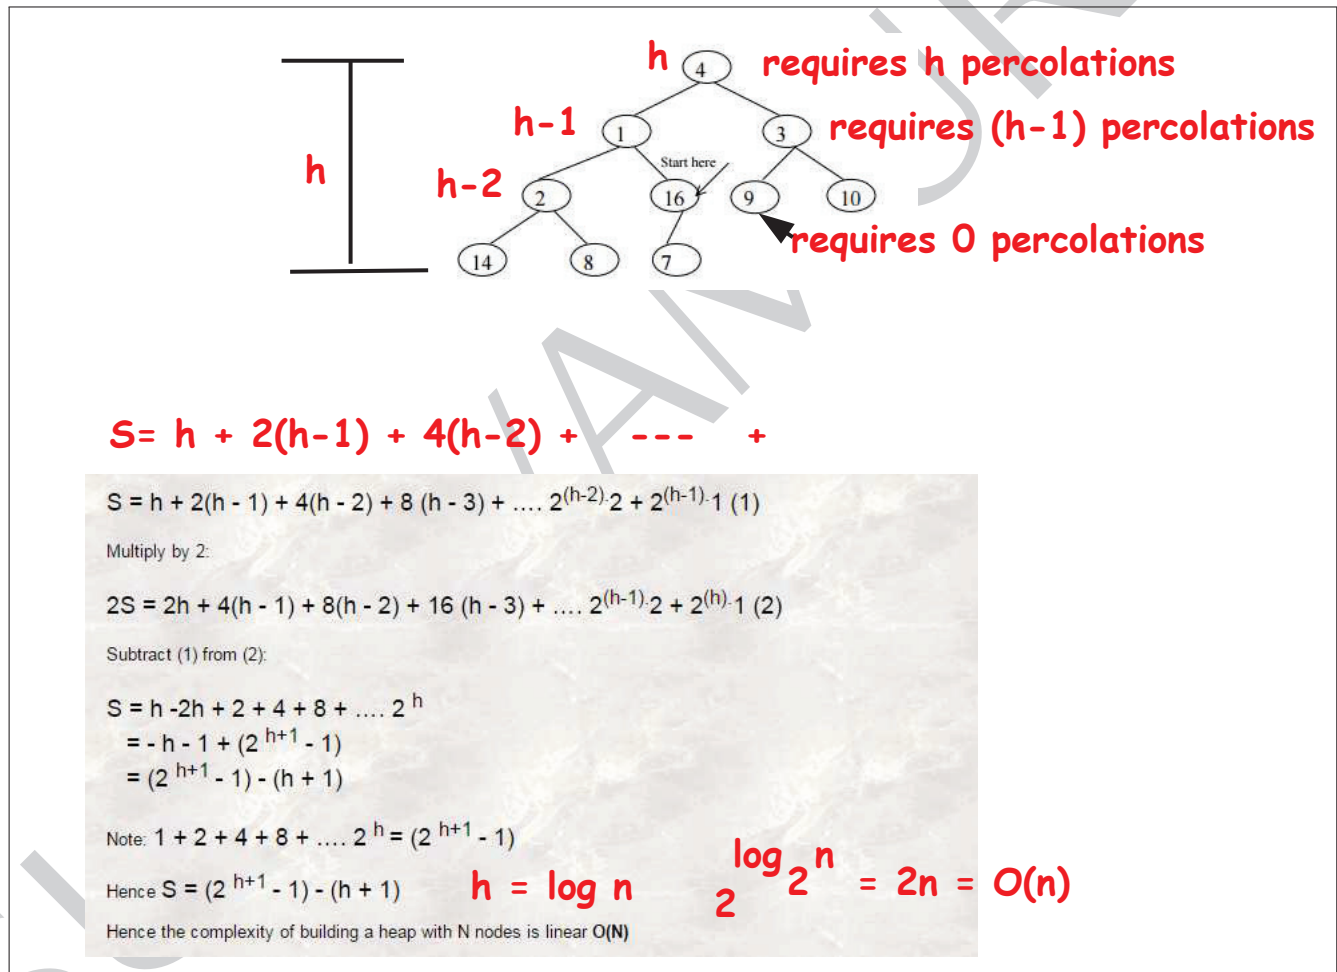 h 4 requires h percolations
h-1 1 3 requires (h-1) percolations
Start here
h h-2 2 16 9 10
requires 0 percolations
14 8 7
S= h + 2(h-1) + 4(h-2) + --- +
S = h + 2(h - 1) + 4(h - 2) + 8 (h - 3) + .... 2^(h-2).2 + 2^(h-1).1 (1)
Multiply by 2:
2S = 2h + 4(h - 1) + 8(h - 2) + 16 (h - 3) + .... 2^(h-1).2 + 2^(h).1 (2)
Subtract (1) from (2):
S = h -2h + 2 + 4 + 8 + .... 2^h
= - h - 1 + (2^h+1 - 1)
= (2^h+1 - 1) - (h + 1)
Note: 1 + 2 + 4 + 8 + .... 2^h = (2^h+1 - 1)
Hence S = (2^h+1 - 1) - (h + 1) h = log n 2 log 2 n = 2n = O(n)
Hence the complexity of building a heap with N nodes is linear O(N)